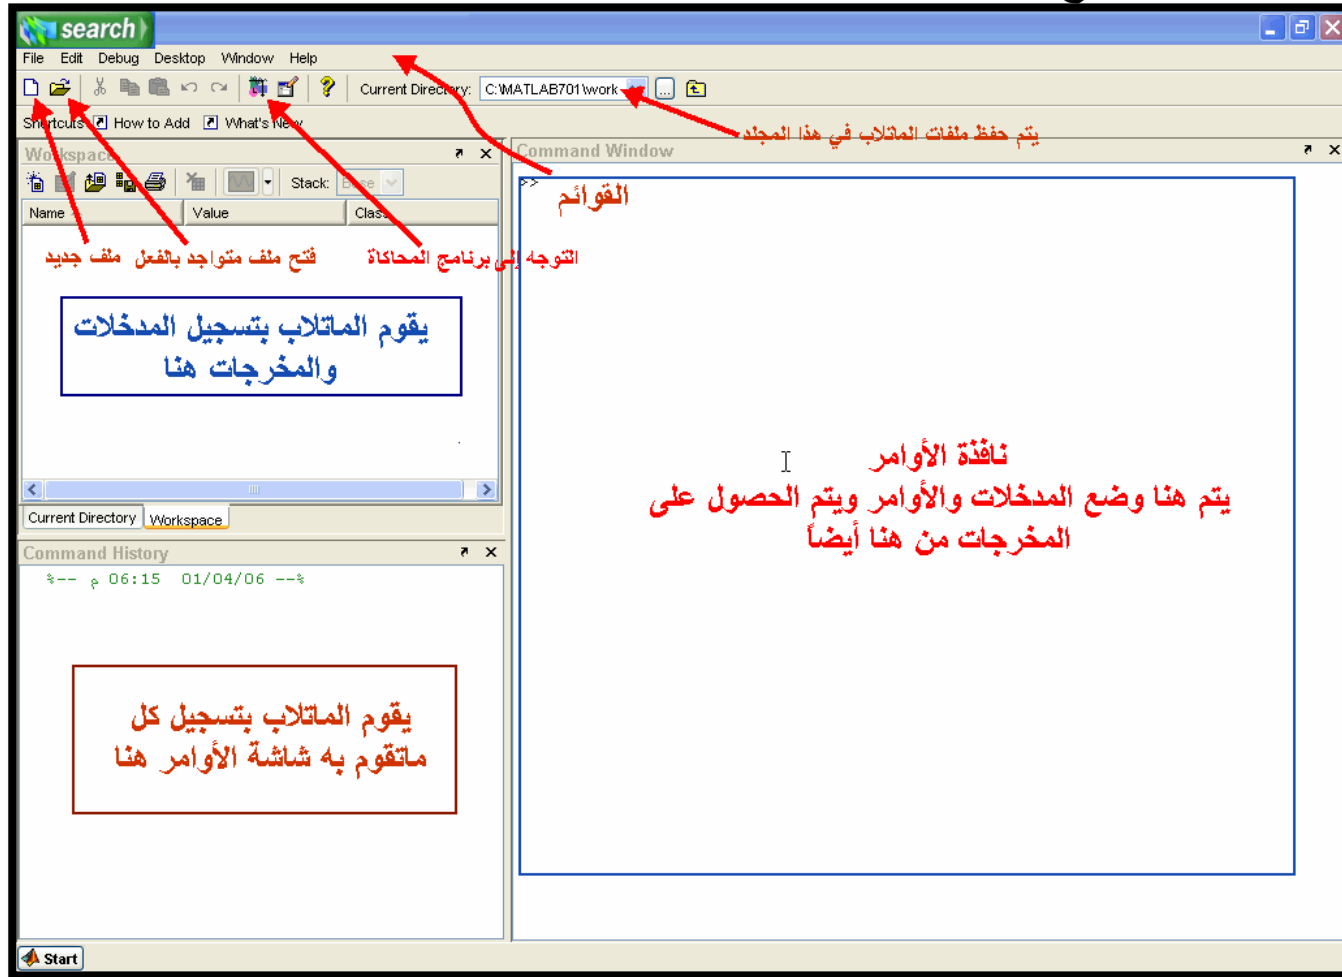 search
File Edit Debug Desktop Window Help
Current Directory: C:\MATLAB701\work
Shortcuts How to Add What's New
يتم حفظ ملفات الماتلاب في هذا المجلد
Workspace
Stack: Base
Name Value Class
ملف جديد
فتح ملف متواجد بالفعل
التوجه إلى برنامج المحاكاة
يقوم الماتلاب بتسجيل المدخلات
والمخرجات هنا
Current Directory Workspace
Command History
%-- 06:15 م 01/04/06 --%
يقوم الماتلاب بتسجيل كل
ماتقوم به شاشة الأوامر هنا
Command Window
>>
القوائم
نافذة الأوامر
يتم هنا وضع المدخلات والأوامر ويتم الحصول على
المخرجات من هنا أيضاً
Start